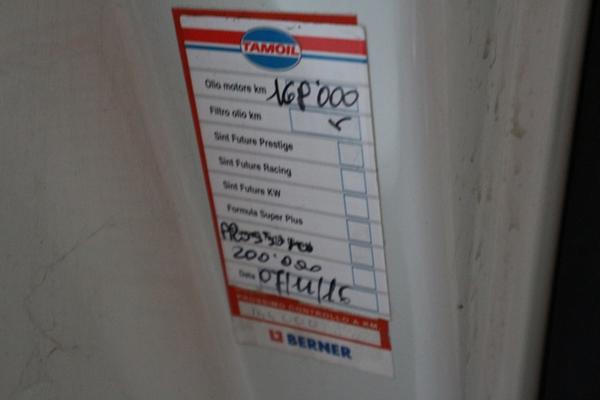 TAMOIL
Olio motore km 168'000
Filtro olio km ✓
Sint Future Prestige
Sint Future Racing
Sint Future KW
Formula Super Plus
200'000
Data 07/11/16
PROSSIMO CONTROLLO A KM
BERNER